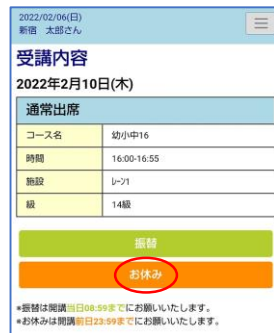 2022/02/06(日)
新宿 太郎さん
受講内容
2022年2月10日(木)
通常出席
コース名 幼小中16
時間 16:00-16:55
施設 レーン1
級 14級
振替
お休み
*振替は開講当日08:59までにお願いいたします。
*お休みは開講前日23:59までにお願いいたします。